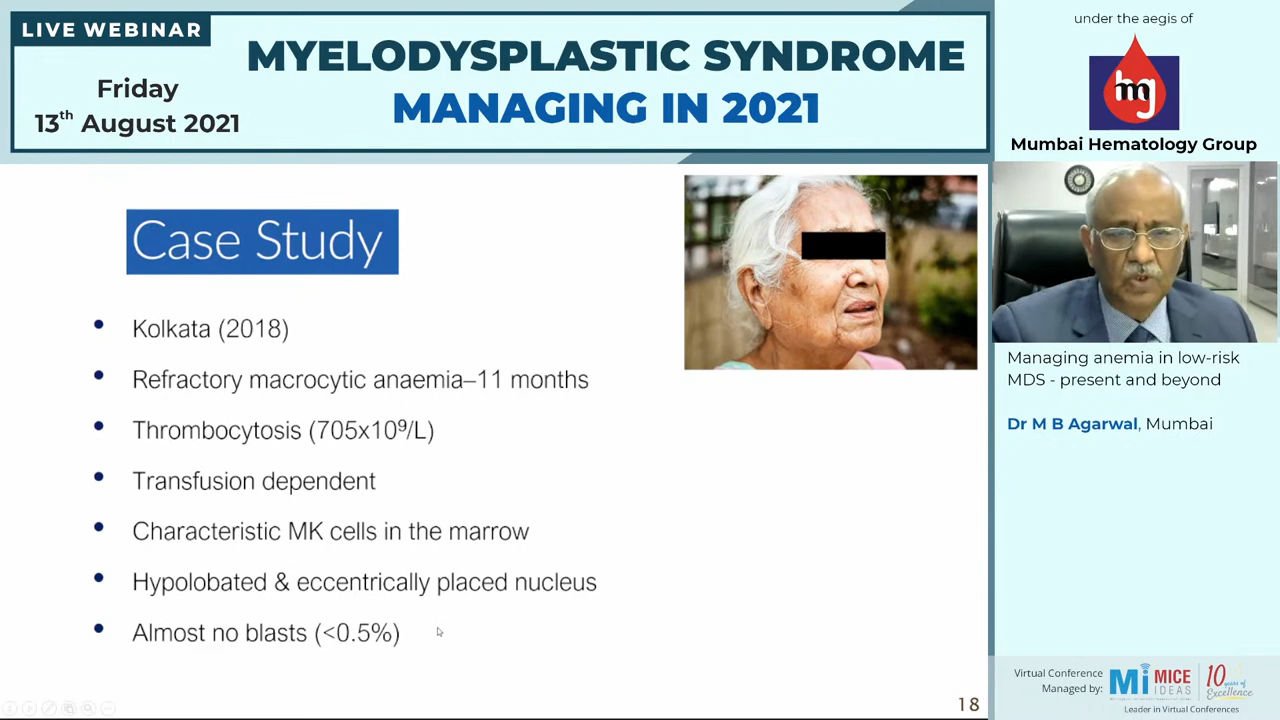 LIVE WEBINAR
Friday
13th August 2021
MYELODYSPLASTIC SYNDROME
MANAGING IN 2021
under the aegis of
hmg
Mumbai Hematology Group
Case Study
• Kolkata (2018)
• Refractory macrocytic anaemia–11 months
• Thrombocytosis (705x10⁹/L)
• Transfusion dependent
• Characteristic MK cells in the marrow
• Hypolobated & eccentrically placed nucleus
• Almost no blasts (<0.5%)
18
Managing anemia in low-risk
MDS - present and beyond
Dr M B Agarwal, Mumbai
Virtual Conference
Managed by:
Mi MICE
IDEAS
10 years of
Excellence
Leader in Virtual Conferences